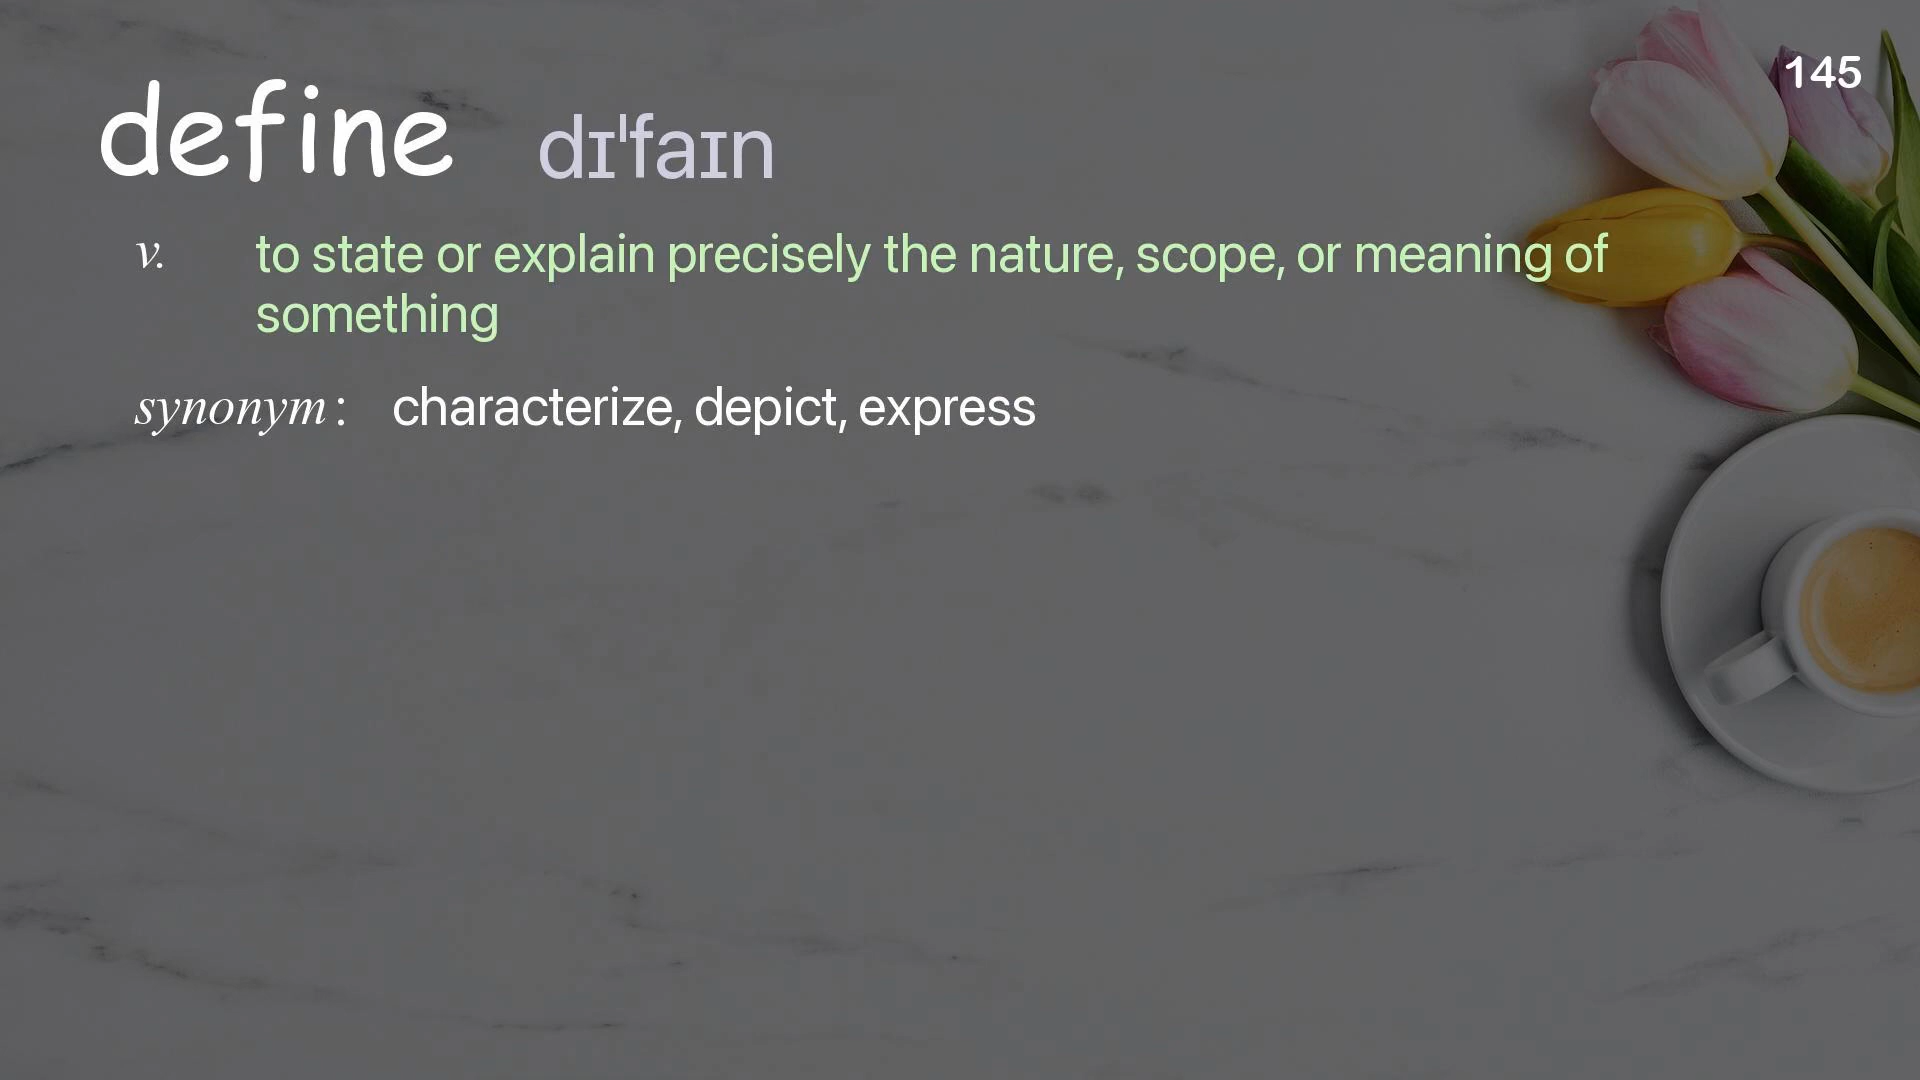 145
define dɪˈfaɪn
v. to state or explain precisely the nature, scope, or meaning of
something
synonym: characterize, depict, express